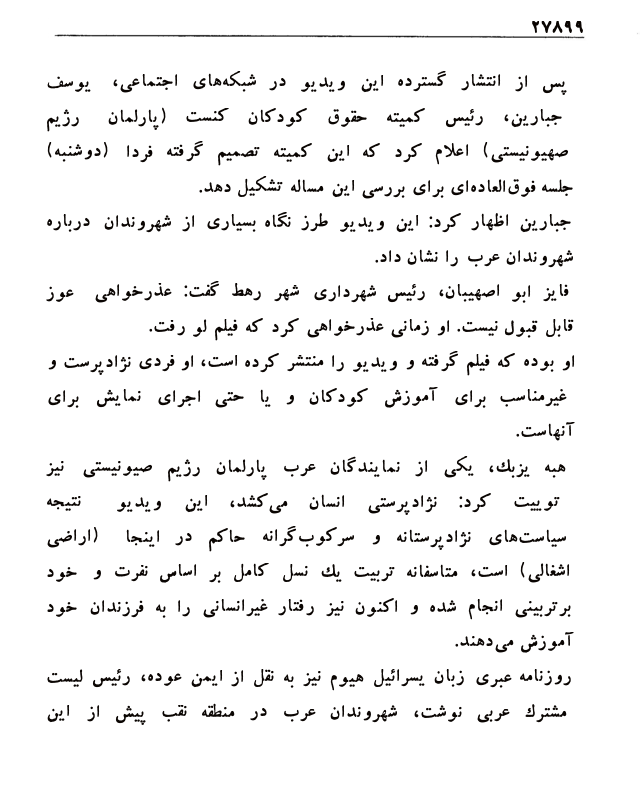 ۲۷۸۹۹
پس از انتشار گسترده این ویدیو در شبکه‌های اجتماعی، یوسف
جبارین، رئیس کمیته حقوق کودکان کنست (پارلمان رژیم
صهیونیستی) اعلام کرد که این کمیته تصمیم گرفته فردا (دوشنبه)
جلسه فوق‌العاده‌ای برای بررسی این مساله تشکیل دهد.
جبارین اظهار کرد: این ویدیو طرز نگاه بسیاری از شهروندان درباره
شهروندان عرب را نشان داد.
فایز ابو اصهیبان، رئیس شهرداری شهر رهط گفت: عذرخواهی عوز
قابل قبول نیست. او زمانی عذرخواهی کرد که فیلم لو رفت.
او بوده که فیلم گرفته و ویدیو را منتشر کرده است، او فردی نژادپرست و
غیرمناسب برای آموزش کودکان و یا حتی اجرای نمایش برای
آنهاست.
هبه یزبك، یکی از نمایندگان عرب پارلمان رژیم صیونیستی نیز
توییت کرد: نژادپرستی انسان می‌کشد، این ویدیو نتیجه
سیاست‌های نژادپرستانه و سرکوب‌گرانه حاکم در اینجا (اراضی
اشغالی) است، متاسفانه تربیت یك نسل کامل بر اساس نفرت و خود
برتربینی انجام شده و اکنون نیز رفتار غیرانسانی را به فرزندان خود
آموزش می‌دهند.
روزنامه عبری زبان یسرائیل هیوم نیز به نقل از ایمن عوده، رئیس لیست
مشترك عربی نوشت، شهروندان عرب در منطقه نقب پیش از این